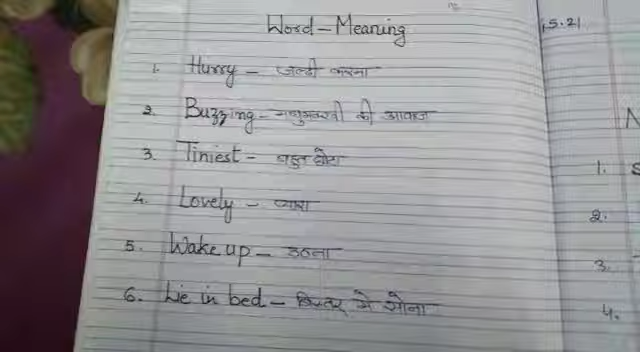 Word - Meaning
1. Hurry - जल्दी करना
2. Buzzing - मधुमक्खी की आवाज
3. Tiniest - बहुत छोटा
4. Lovely - प्यारा
5. Wake up - उठना
6. Lie in bed - बिस्तर में सोना
5.21
N
1. S
2.
3.
4.